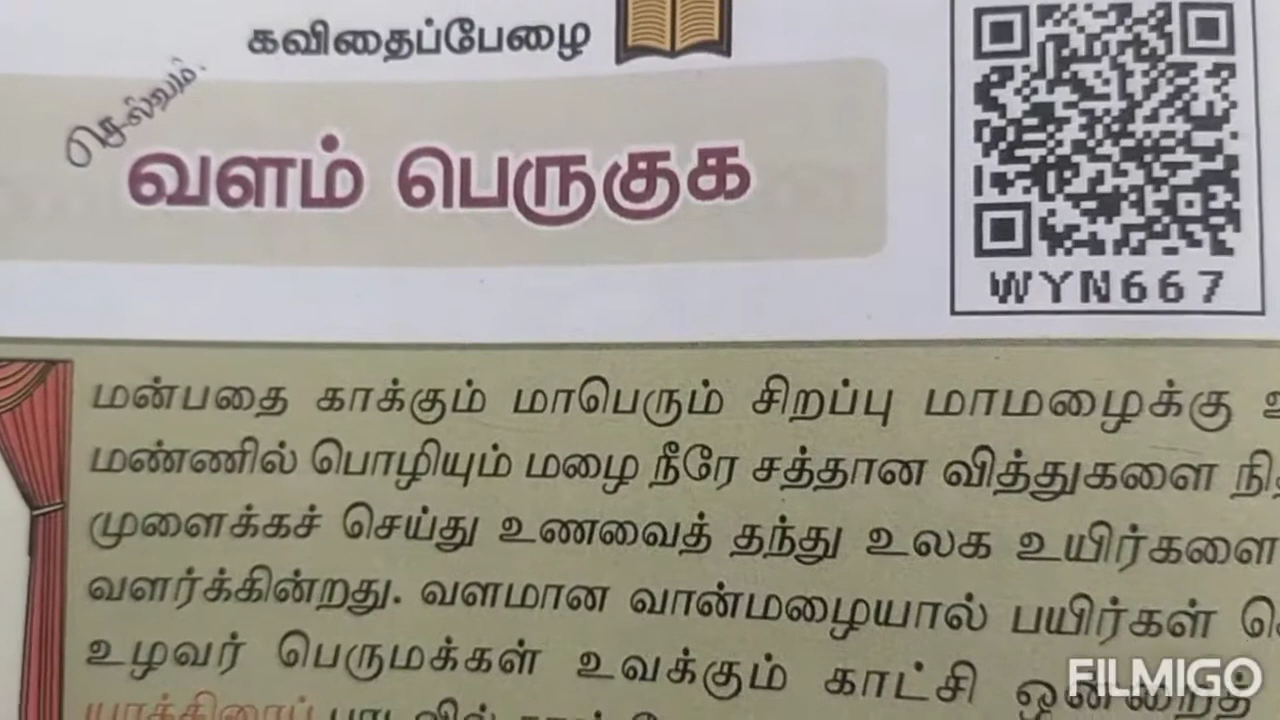 கவிதைப்பேழை
செல்வம்.
வளம் பெருகுக
WYN667
மன்பதை காக்கும் மாபெரும் சிறப்பு மாமழைக்கு
மண்ணில் பொழியும் மழை நீரே சத்தான வித்துகளை
முளைக்கச் செய்து உணவைத் தந்து உலக உயிர்களை
வளர்க்கின்றது. வளமான வான்மழையால் பயிர்கள்
உழவர் பெருமக்கள் உவக்கும் காட்சி ஒன்றைத்
FILMIGO